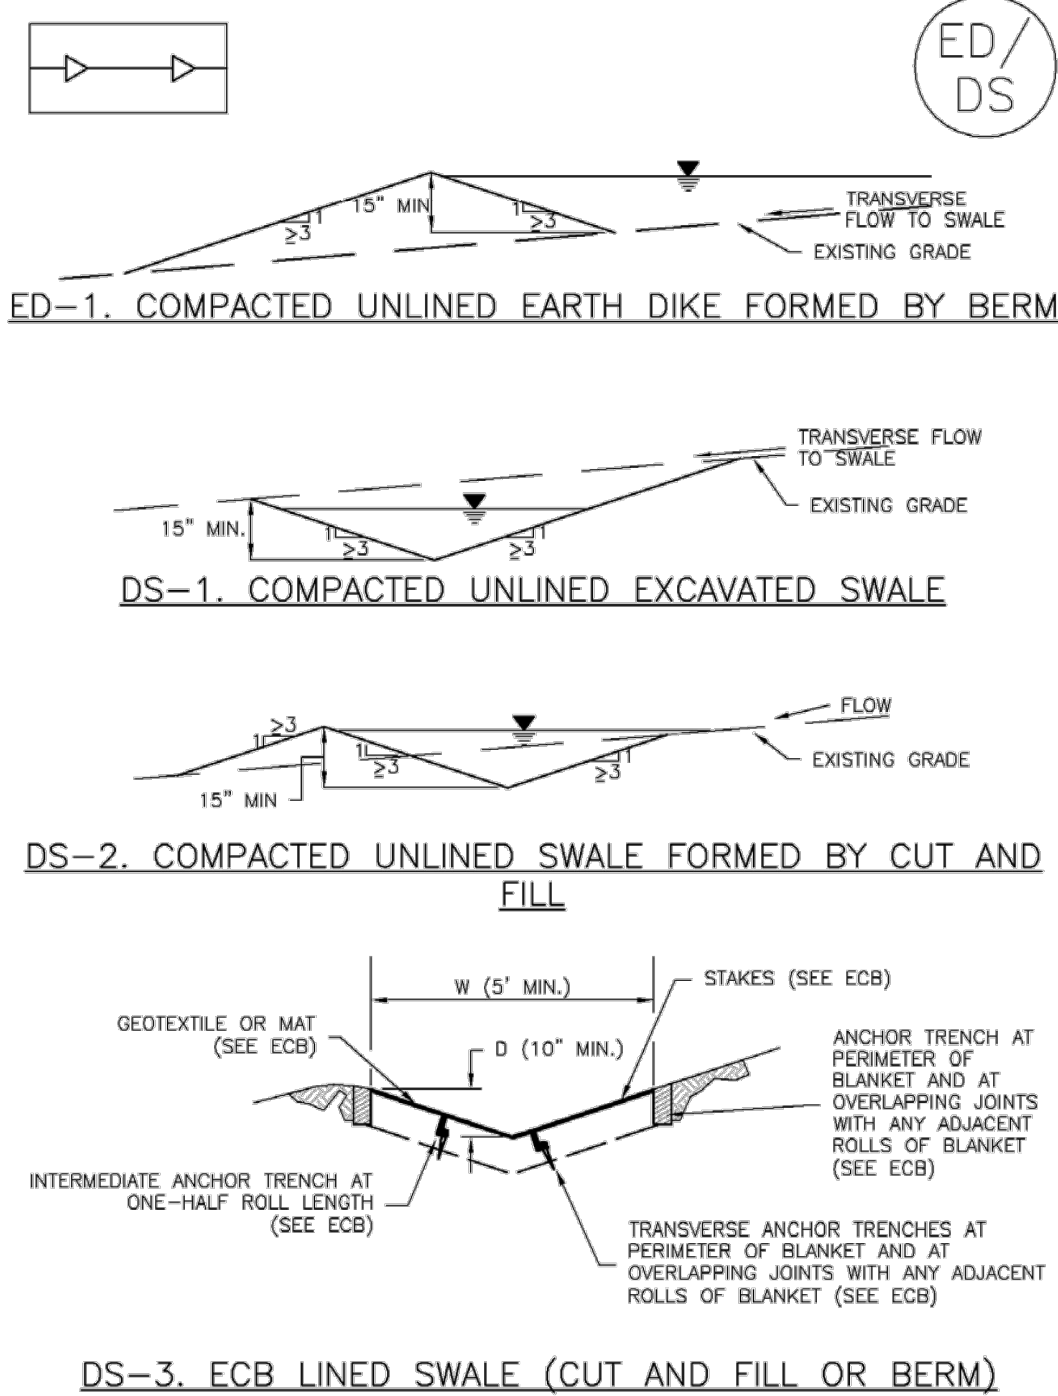 ED/
DS
15" MIN
1
≥3
1
≥3
TRANSVERSE
FLOW TO SWALE
EXISTING GRADE
ED-1. COMPACTED UNLINED EARTH DIKE FORMED BY BERM
TRANSVERSE FLOW
TO SWALE
EXISTING GRADE
15" MIN.
1
≥3
1
≥3
DS-1. COMPACTED UNLINED EXCAVATED SWALE
FLOW
≥3
1
1
≥3
1
≥3
EXISTING GRADE
15" MIN
DS-2. COMPACTED UNLINED SWALE FORMED BY CUT AND
FILL
W (5' MIN.)
STAKES (SEE ECB)
GEOTEXTILE OR MAT
(SEE ECB)
D (10" MIN.)
ANCHOR TRENCH AT
PERIMETER OF
BLANKET AND AT
OVERLAPPING JOINTS
WITH ANY ADJACENT
ROLLS OF BLANKET
(SEE ECB)
INTERMEDIATE ANCHOR TRENCH AT
ONE-HALF ROLL LENGTH
(SEE ECB)
TRANSVERSE ANCHOR TRENCHES AT
PERIMETER OF BLANKET AND AT
OVERLAPPING JOINTS WITH ANY ADJACENT
ROLLS OF BLANKET (SEE ECB)
DS-3. ECB LINED SWALE (CUT AND FILL OR BERM)